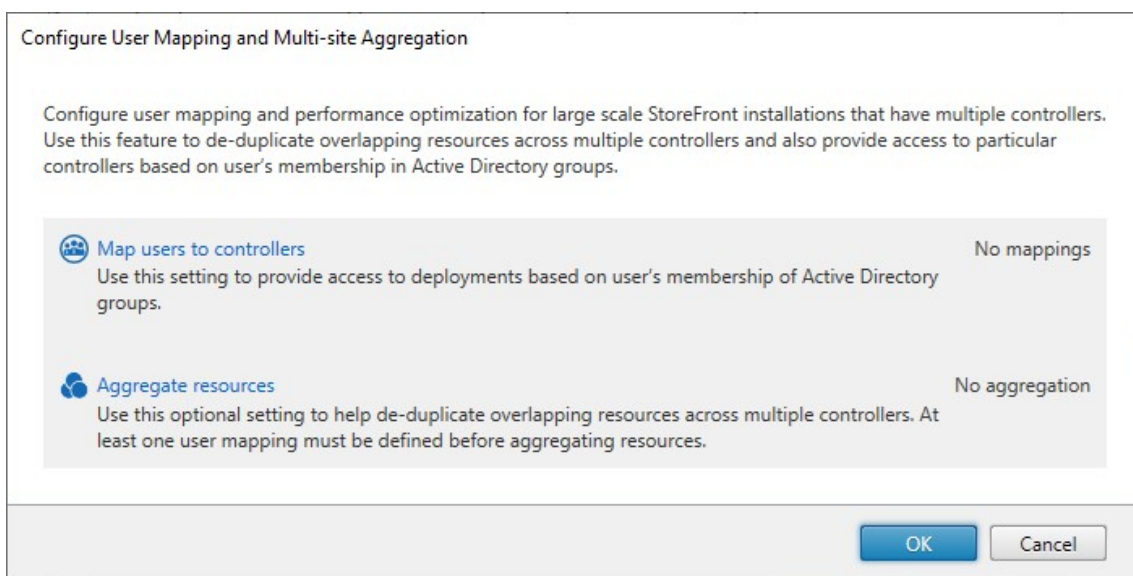 Configure User Mapping and Multi-site Aggregation
Configure user mapping and performance optimization for large scale StoreFront installations that have multiple controllers.
Use this feature to de-duplicate overlapping resources across multiple controllers and also provide access to particular
controllers based on user's membership in Active Directory groups.
Map users to controllers
No mappings
Use this setting to provide access to deployments based on user's membership of Active Directory
groups.
Aggregate resources
No aggregation
Use this optional setting to help de-duplicate overlapping resources across multiple controllers. At
least one user mapping must be defined before aggregating resources.
OK
Cancel